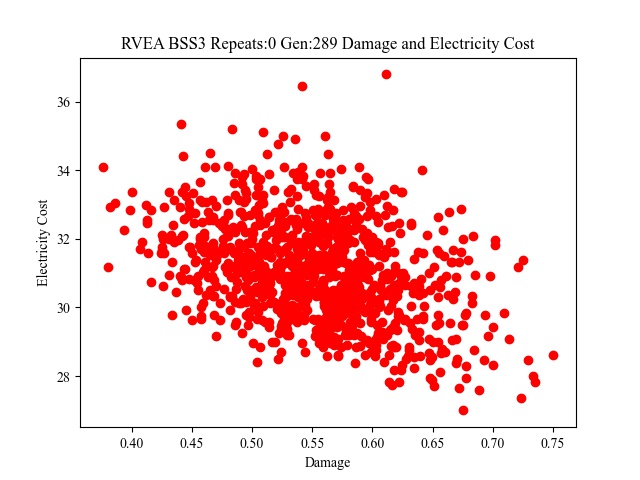 RVEA BSS3 Repeats:0 Gen:289 Damage and Electricity Cost
36
34
32
30
28
Electricity Cost
0.40 0.45 0.50 0.55 0.60 0.65 0.70 0.75
Damage